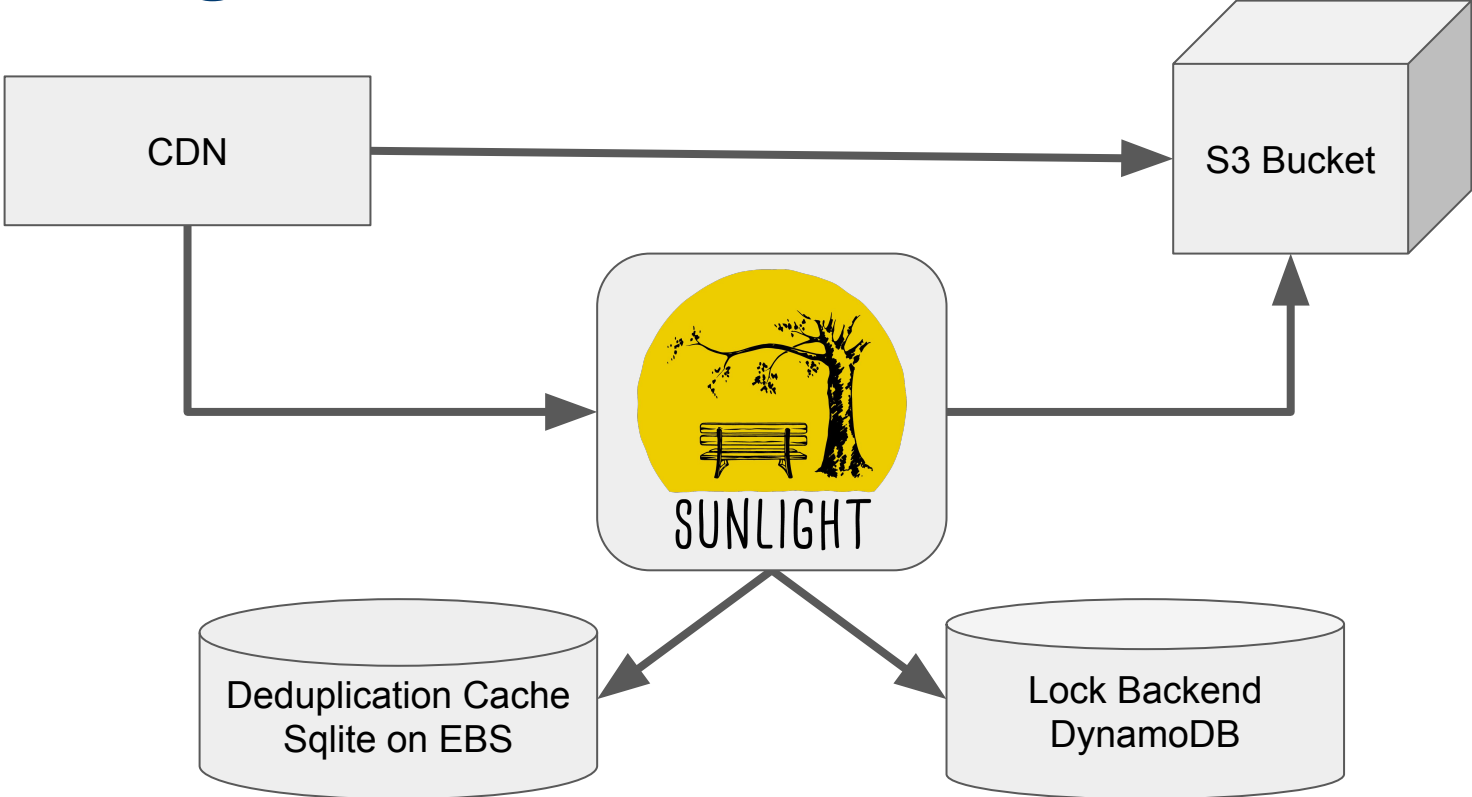 CDN
S3 Bucket
SUNLIGHT
Deduplication Cache
Sqlite on EBS
Lock Backend
DynamoDB